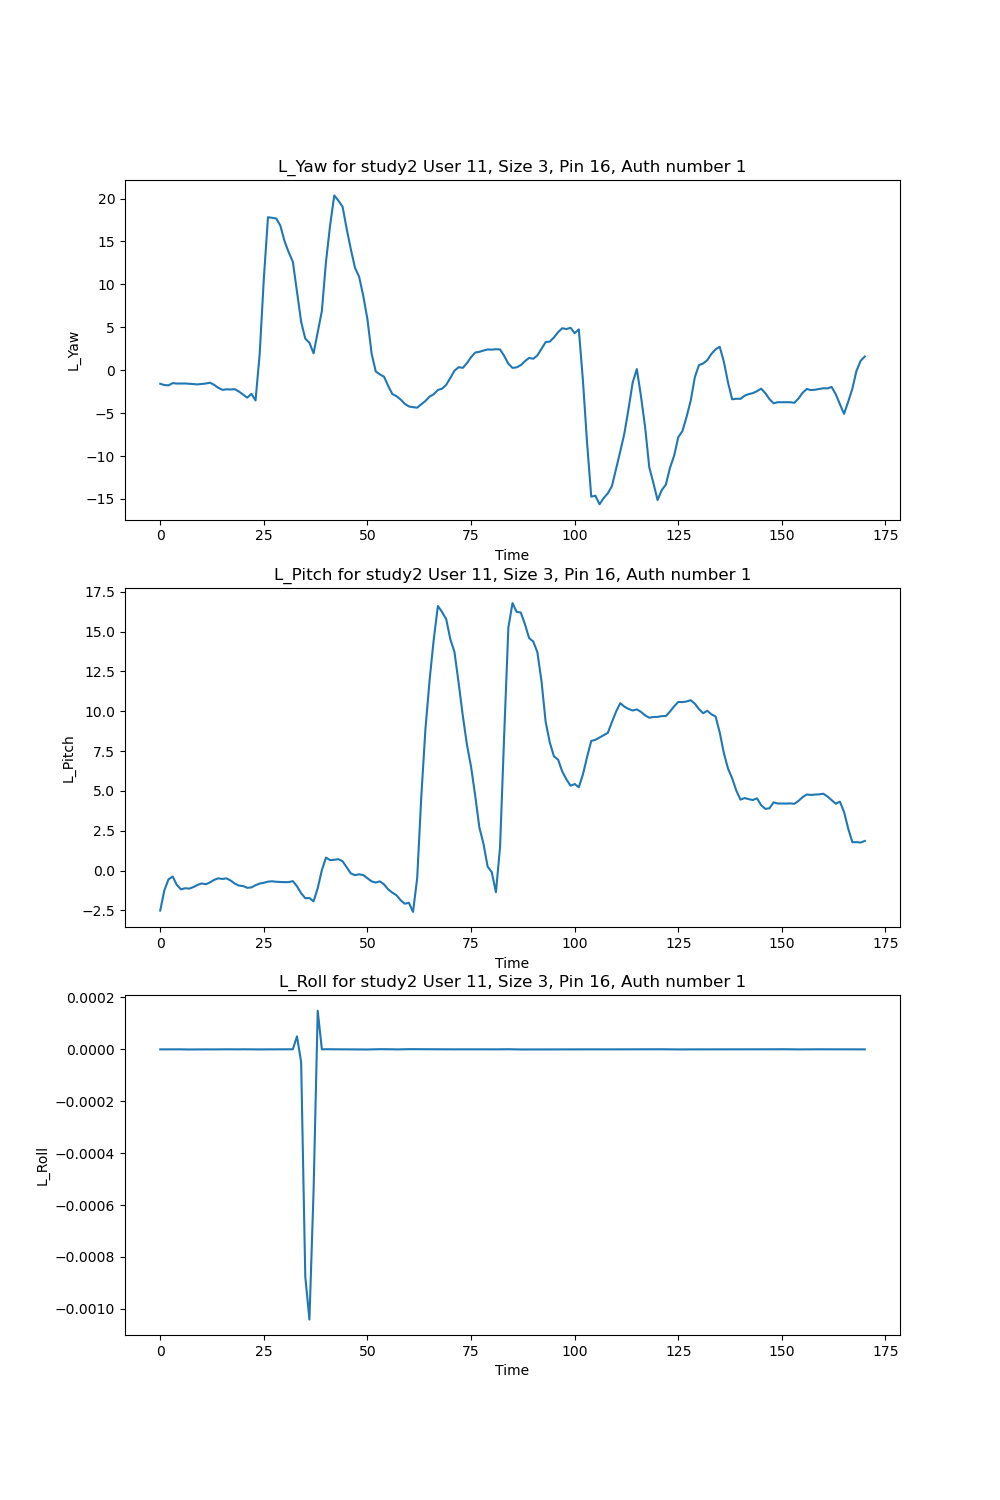 L_Yaw for study2 User 11, Size 3, Pin 16, Auth number 1
20
15
10
5
0
−5
−10
−15
L_Yaw
0 25 50 75 100 125 150 175
Time
L_Pitch for study2 User 11, Size 3, Pin 16, Auth number 1
17.5
15.0
12.5
10.0
7.5
5.0
2.5
0.0
−2.5
L_Pitch
0 25 50 75 100 125 150 175
Time
L_Roll for study2 User 11, Size 3, Pin 16, Auth number 1
0.0002
0.0000
−0.0002
−0.0004
−0.0006
−0.0008
−0.0010
L_Roll
0 25 50 75 100 125 150 175
Time